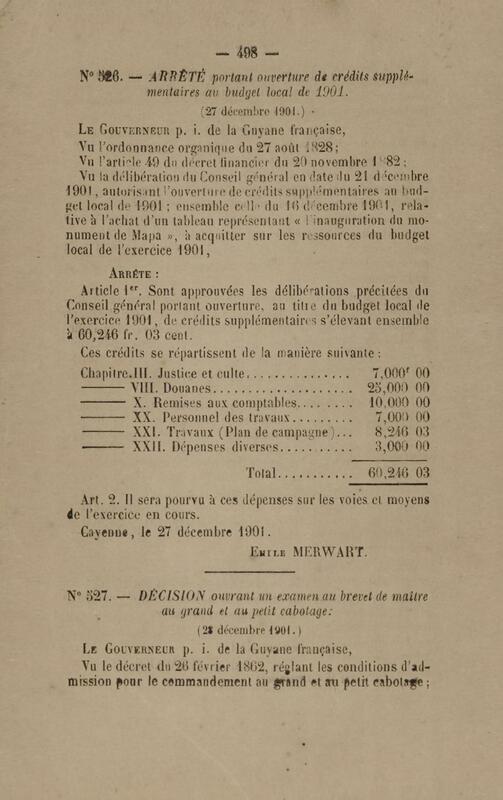 — 498 —
N° 526. — ARRÊTÉ portant ouverture de crédits supplé-
mentaires au budget local de 1901.
(27 décembre 1901.)
LE GOUVERNEUR p. i. de la Guyane française,
Vu l'ordonnance organique du 27 août 1828;
Vu l'article 49 du décret financier du 20 novembre 1882;
Vu la délibération du Conseil général en date du 21 décembre
1901, autorisant l'ouverture de crédits supplémentaires au bud-
get local de 1901; ensemble celle du 16 décembre 1901, rela-
tive à l'achat d'un tableau représentant « l'inauguration du mo-
nument de Mapa », à acquitter sur les ressources du budget
local de l'exercice 1901,
ARRÊTE :
Article 1er. Sont approuvées les délibérations précitées du
Conseil général portant ouverture, au titre du budget local de
l'exercice 1901, de crédits supplémentaires s'élevant ensemble
à 60,246 fr. 03 cent.
Ces crédits se répartissent de la manière suivante :
Chapitre.III. Justice et culte............... 7,000f 00
——— VIII. Douanes.................... 25,000 00
——— X. Remises aux comptables........ 10,000 00
——— XX. Personnel des travaux......... 7,000 00
——— XXI. Travaux (Plan de campagne)... 8,246 03
——— XXII. Dépenses diverses........... 3,000 00
Total........... 60,246 03
Art. 2. Il sera pourvu à ces dépenses sur les voies et moyens
de l'exercice en cours.
Cayenne, le 27 décembre 1901.
EMILE MERWART.
N° 527. — DÉCISION ouvrant un examen au brevet de maître
au grand et au petit cabotage.
(28 décembre 1901.)
LE GOUVERNEUR p. i. de la Guyane française,
Vu le décret du 26 février 1862, réglant les conditions d'ad-
mission pour le commandement au grand et au petit cabotage;